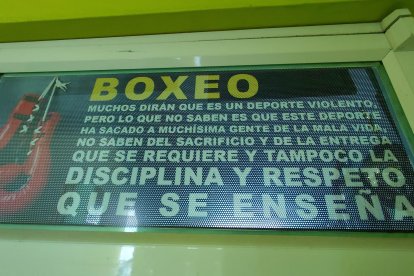 BOXEO
MUCHOS DIRÁN QUE ES UN DEPORTE VIOLENTO,
PERO LO QUE NO SABEN ES QUE ESTE DEPORTE
HA SACADO A MUCHÍSIMA GENTE DE LA MALA VIDA,
NO SABEN DEL SACRIFICIO Y DE LA ENTREGA
QUE SE REQUIERE Y TAMPOCO LA
DISCIPLINA Y RESPETO
QUE SE ENSEÑA